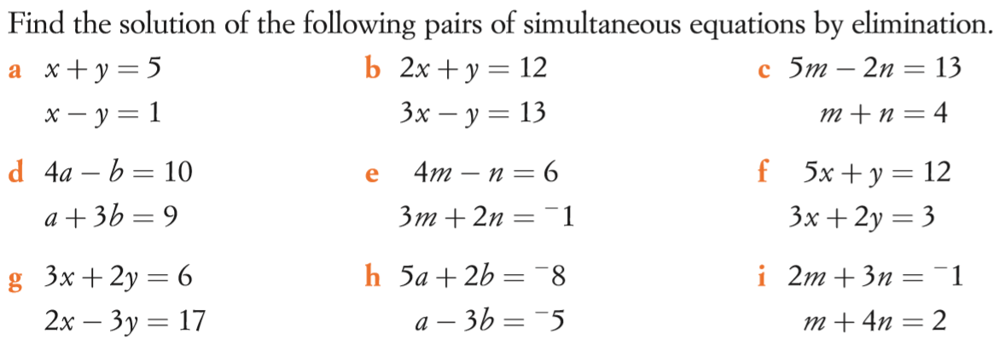 Find the solution of the following pairs of simultaneous equations by elimination.
a x + y = 5
x − y = 1
b 2x + y = 12
3x − y = 13
c 5m − 2n = 13
m + n = 4
d 4a − b = 10
a + 3b = 9
e 4m − n = 6
3m + 2n = ⁻1
f 5x + y = 12
3x + 2y = 3
g 3x + 2y = 6
2x − 3y = 17
h 5a + 2b = ⁻8
a − 3b = ⁻5
i 2m + 3n = ⁻1
m + 4n = 2